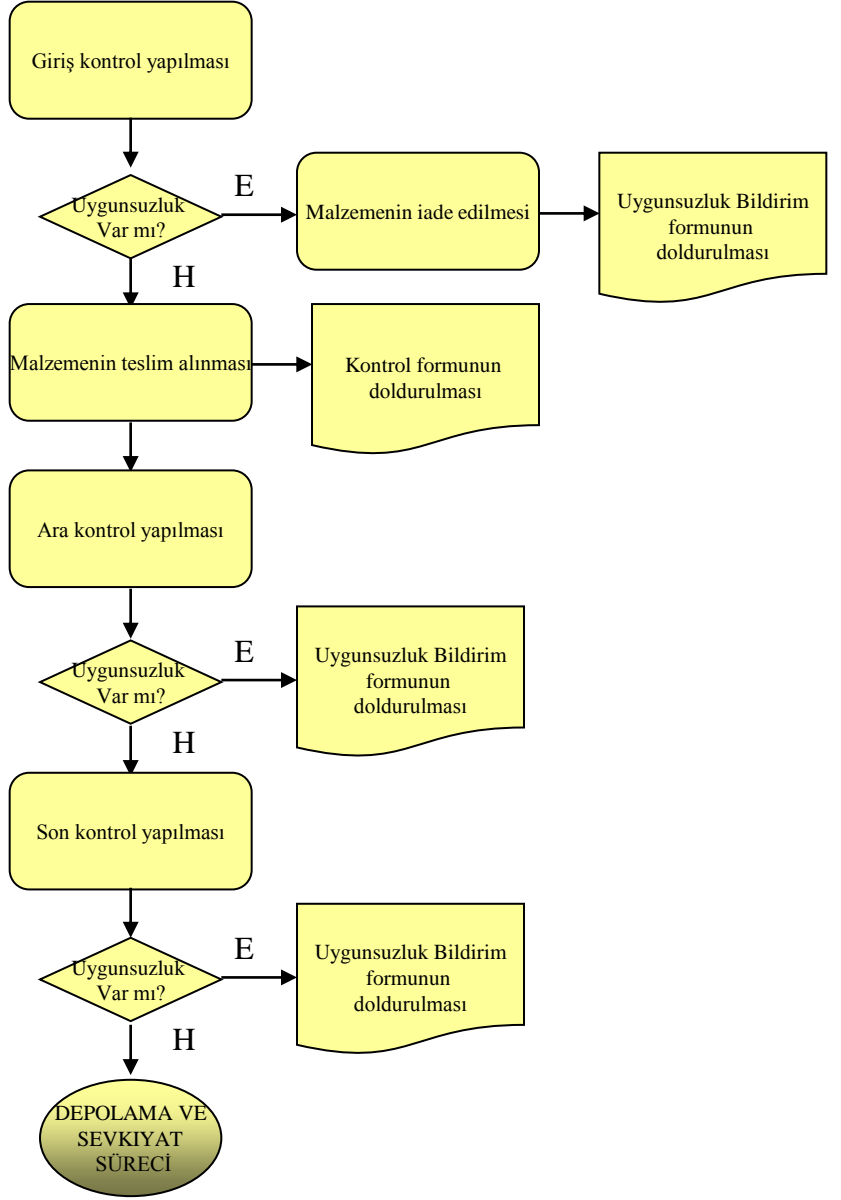 Giriş kontrol yapılması
Uygunsuzluk
Var mı?
E
Malzemenin iade edilmesi
Uygunsuzluk Bildirim
formunun
doldurulması
H
Malzemenin teslim alınması
Kontrol formunun
doldurulması
Ara kontrol yapılması
Uygunsuzluk
Var mı?
E
Uygunsuzluk Bildirim
formunun
doldurulması
H
Son kontrol yapılması
Uygunsuzluk
Var mı?
E
Uygunsuzluk Bildirim
formunun
doldurulması
H
DEPOLAMA VE
SEVKIYAT
SÜRECİ